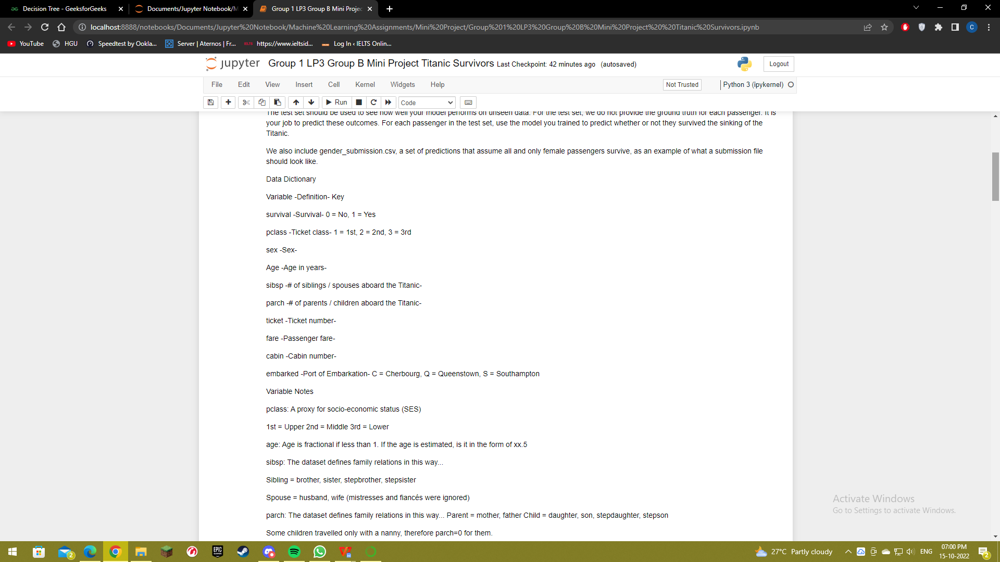 Decision Tree - GeeksforGeeks
Documents/Jupyter Notebook/M
Group 1 LP3 Group B Mini Projec
localhost:8888/notebooks/Documents/Jupyter%20Notebook/Machine%20Learning%20Assignments/Mini%20Project/Group%201%20LP3%20Group%20B%20Mini%20Project%20%20Titanic%20Survivors.ipynb
C
YouTube
HGU
Speedtest by Ookla...
Server | Aternos | Fr...
IELTS https://www.ieltsid...
Log In ‹ IELTS Onlin...
jupyter
Group 1 LP3 Group B Mini Project Titanic Survivors Last Checkpoint: 42 minutes ago (autosaved)
Logout
File Edit View Insert Cell Kernel Widgets Help
Not Trusted
Python 3 (ipykernel)
Run
Code
The test set should be used to see how well your model performs on unseen data. For the test set, we do not provide the ground truth for each passenger. It is
your job to predict these outcomes. For each passenger in the test set, use the model you trained to predict whether or not they survived the sinking of the
Titanic.
We also include gender_submission.csv, a set of predictions that assume all and only female passengers survive, as an example of what a submission file
should look like.
Data Dictionary
Variable -Definition- Key
survival -Survival- 0 = No, 1 = Yes
pclass -Ticket class- 1 = 1st, 2 = 2nd, 3 = 3rd
sex -Sex-
Age -Age in years-
sibsp -# of siblings / spouses aboard the Titanic-
parch -# of parents / children aboard the Titanic-
ticket -Ticket number-
fare -Passenger fare-
cabin -Cabin number-
embarked -Port of Embarkation- C = Cherbourg, Q = Queenstown, S = Southampton
Variable Notes
pclass: A proxy for socio-economic status (SES)
1st = Upper 2nd = Middle 3rd = Lower
age: Age is fractional if less than 1. If the age is estimated, is it in the form of xx.5
sibsp: The dataset defines family relations in this way...
Sibling = brother, sister, stepbrother, stepsister
Spouse = husband, wife (mistresses and fiancés were ignored)
parch: The dataset defines family relations in this way... Parent = mother, father Child = daughter, son, stepdaughter, stepson
Some children travelled only with a nanny, therefore parch=0 for them.
Activate Windows
Go to Settings to activate Windows.
2
EPIC
GAMES
27°C Partly cloudy
ENG
07:00 PM
15-10-2022
2